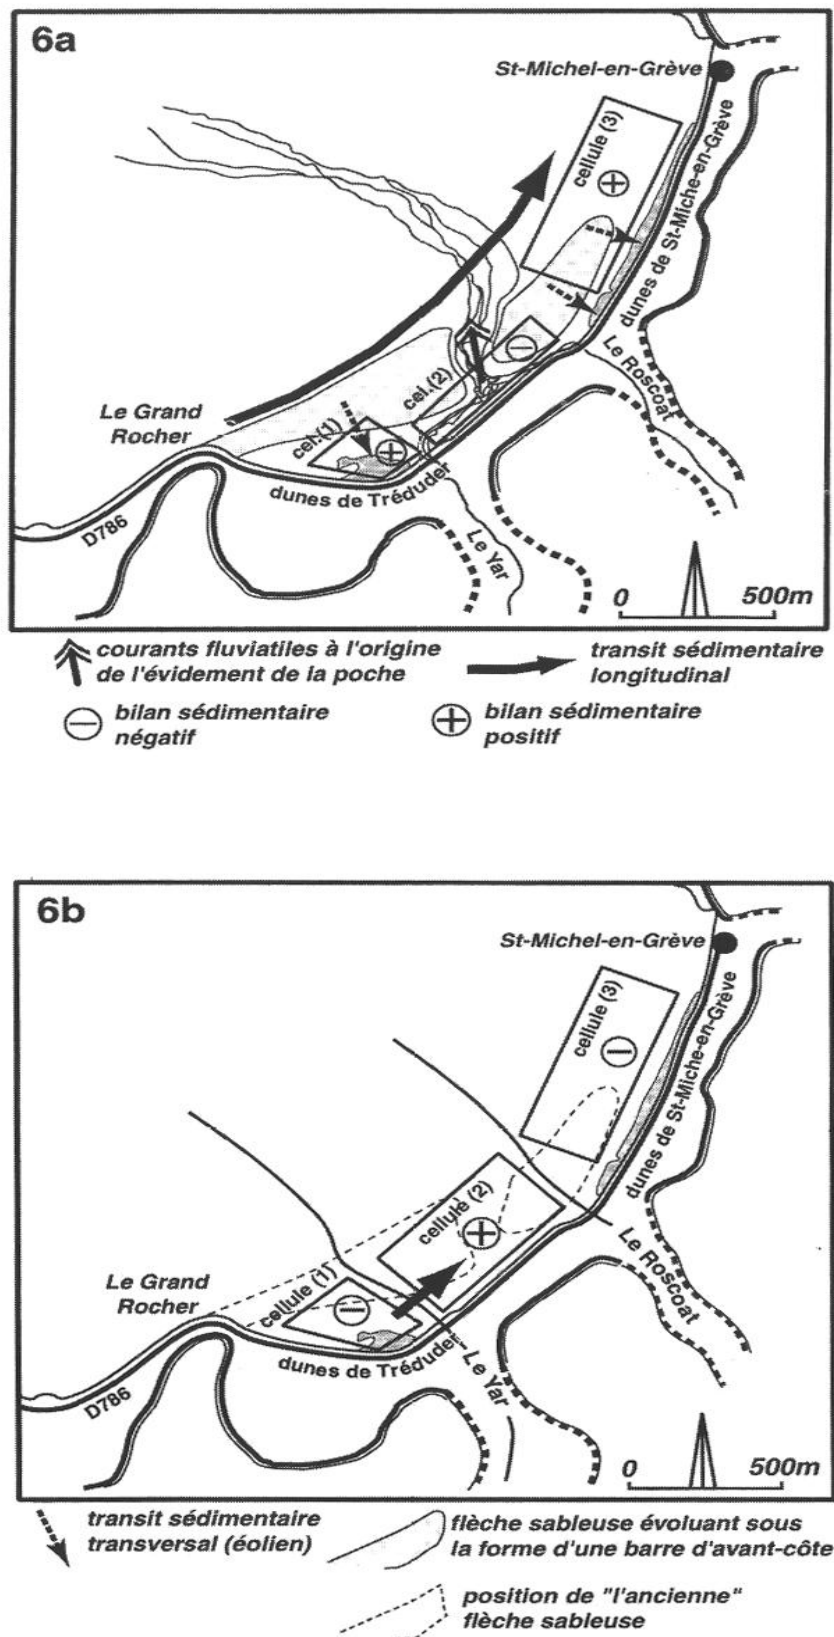 6a
St-Michel-en-Grève
cellule (3)
dunes de St-Miche-en-Grève
Le Roscoat
cel.(2)
Le Grand
Rocher
cel.(1)
dunes de Tréduder
D786
Le Yar
0 500m
courants fluviatiles à l'origine
de l'évidement de la poche
transit sédimentaire
longitudinal
bilan sédimentaire
négatif
bilan sédimentaire
positif
6b
St-Michel-en-Grève
cellule (3)
dunes de St-Miche-en-Grève
cellule (2)
Le Roscoat
Le Grand
Rocher
cellule (1)
dunes de Tréduder
Le Yar
D786
0 500m
transit sédimentaire
transversal (éolien)
flèche sableuse évoluant sous
la forme d'une barre d'avant-côte
position de "l'ancienne"
flèche sableuse